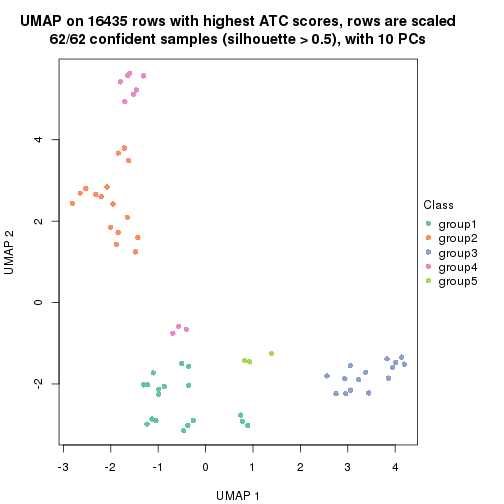 UMAP on 16435 rows with highest ATC scores, rows are scaled
62/62 confident samples (silhouette > 0.5), with 10 PCs
4
2
0
-2
UMAP 2
-3
-2
-1
0
1
2
3
4
UMAP 1
Class
group1
group2
group3
group4
group5